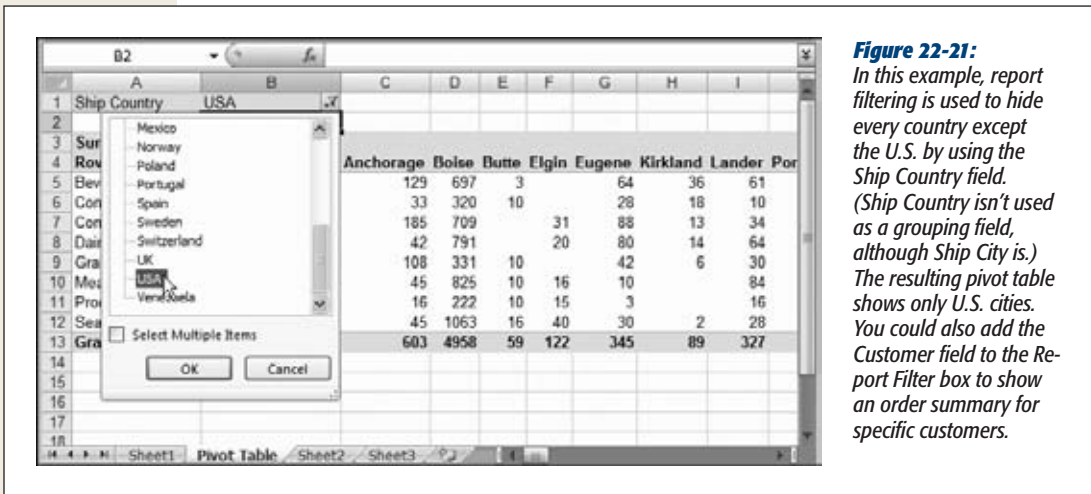 B2
fx
A B C D E F G H I
1 Ship Country USA
2
3 Sur
4 Rov Anchorage Boise Butte Elgin Eugene Kirkland Lander Por
5 Bev 129 697 3 64 36 61
6 Con 33 320 10 28 18 10
7 Con 185 709 31 88 13 34
8 Dair 42 791 20 80 14 64
9 Gra 108 331 10 42 6 30
10 Mea 45 825 10 16 10 84
11 Pro 16 222 10 15 3 16
12 Sea 45 1063 16 40 30 2 28
13 Gra 603 4958 59 122 345 89 327
14
15
16
17
18
Mexico
Norway
Poland
Portugal
Spain
Sweden
Switzerland
UK
USA
Venezuela
Select Multiple Items
OK Cancel
Sheet1 Pivot Table Sheet2 Sheet3
Figure 22-21:
In this example, report
filtering is used to hide
every country except
the U.S. by using the
Ship Country field.
(Ship Country isn't used
as a grouping field,
although Ship City is.)
The resulting pivot table
shows only U.S. cities.
You could also add the
Customer field to the Re-
port Filter box to show
an order summary for
specific customers.